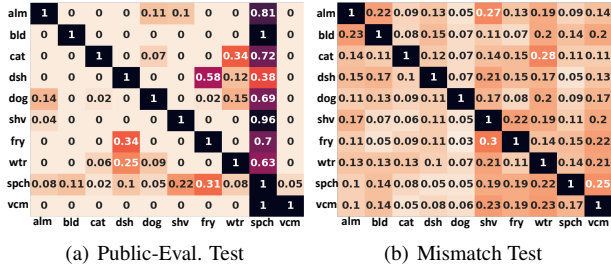 alm 1 0 0 0 0.11 0.1 0 0 0.81 0 alm 1 0.22 0.09 0.13 0.05 0.27 0.13 0.19 0.09 0.14
bld 0 1 0 0 0 0 0 0 0 bld 0.23 1 0.08 0.15 0.07 0.11 0.07 0.2 0.14 0.2
cat 0 0 1 0 0.07 0 0 0.34 0.72 0 cat 0.14 0.11 1 0.12 0.07 0.14 0.12 0.28 0.11 0.11
dsh 0 0 0 1 0 0 0.58 0.12 0.38 0 dsh 0.15 0.17 0.1 1 0.07 0.21 0.15 0.17 0.05 0.13
dog 0.14 0 0.02 0 1 0 0.02 0.15 0.69 0 dog 0.11 0.13 0.09 0.11 1 0.17 0.08 0.2 0.09 0.17
shv 0.04 0 0 0 0 1 0 0 0.96 0 shv 0.17 0.07 0.06 0.11 0.05 1 0.22 0.19 0.11 0.2
fry 0 0 0 0.34 0 0 1 0 0.7 0 fry 0.11 0.05 0.09 0.11 0.03 0.3 1 0.14 0.15 0.22
wtr 0 0 0.06 0.25 0.09 0 0 1 0.63 0 wtr 0.13 0.13 0.13 0.1 0.07 0.21 0.11 1 0.14 0.21
spch 0.08 0.11 0.02 0.1 0.05 0.22 0.31 0.08 1 0.05 spch 0.1 0.14 0.08 0.05 0.05 0.19 0.19 0.22 1 0.25
vcm 0 0 0 0 0 0 0 0 1 1 vcm 0.1 0.14 0.05 0.08 0.06 0.23 0.19 0.23 0.17 1
alm bld cat dsh dog shv fry wtr spch vcm alm bld cat dsh dog shv fry wtr spch vcm
(a) Public-Eval. Test (b) Mismatch Test